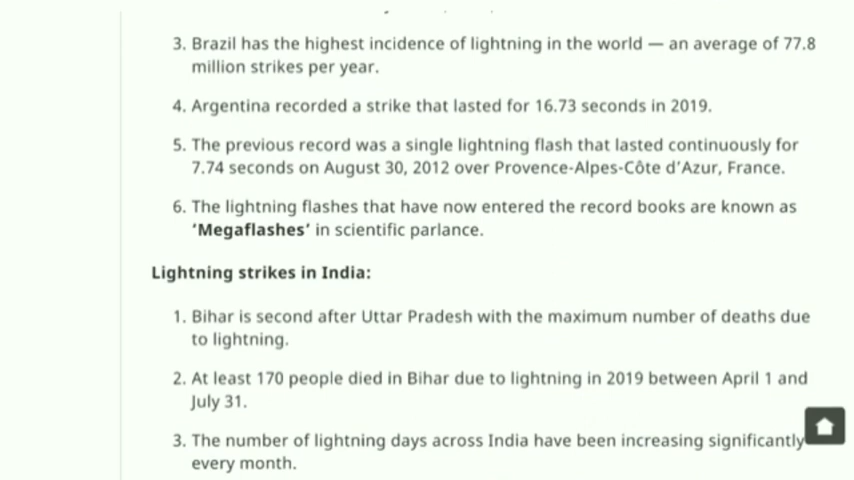 3. Brazil has the highest incidence of lightning in the world — an average of 77.8
million strikes per year.
4. Argentina recorded a strike that lasted for 16.73 seconds in 2019.
5. The previous record was a single lightning flash that lasted continuously for
7.74 seconds on August 30, 2012 over Provence-Alpes-Côte d’Azur, France.
6. The lightning flashes that have now entered the record books are known as
‘Megaflashes’ in scientific parlance.
Lightning strikes in India:
1. Bihar is second after Uttar Pradesh with the maximum number of deaths due
to lightning.
2. At least 170 people died in Bihar due to lightning in 2019 between April 1 and
July 31.
3. The number of lightning days across India have been increasing significantly
every month.